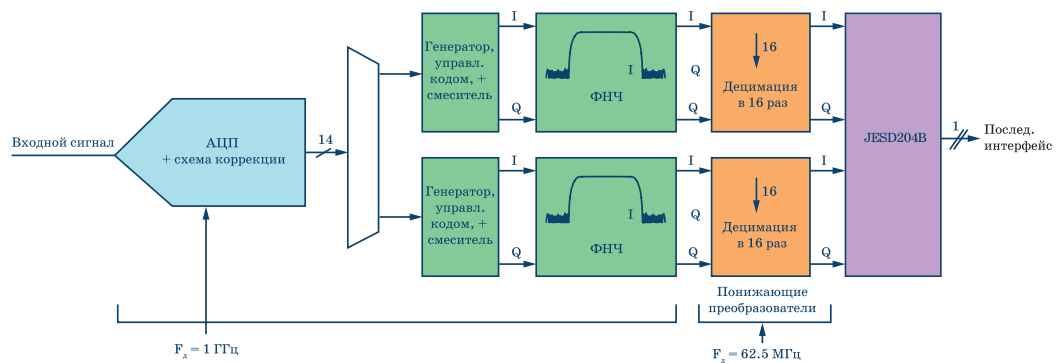 Входной сигнал
АЦП
+ схема коррекции
14
Генератор,
управл.
кодом, +
смеситель
I
Q
I
ФНЧ
I
Q
Q
16
Децимация
в 16 раз
I
Q
Генератор,
управл.
кодом, +
смеситель
I
Q
I
ФНЧ
I
Q
Q
16
Децимация
в 16 раз
I
Q
JESD204B
1
Послед.
интерфейс
Понижающие
преобразователи
Fд = 1 ГГц
Fд = 62.5 МГц